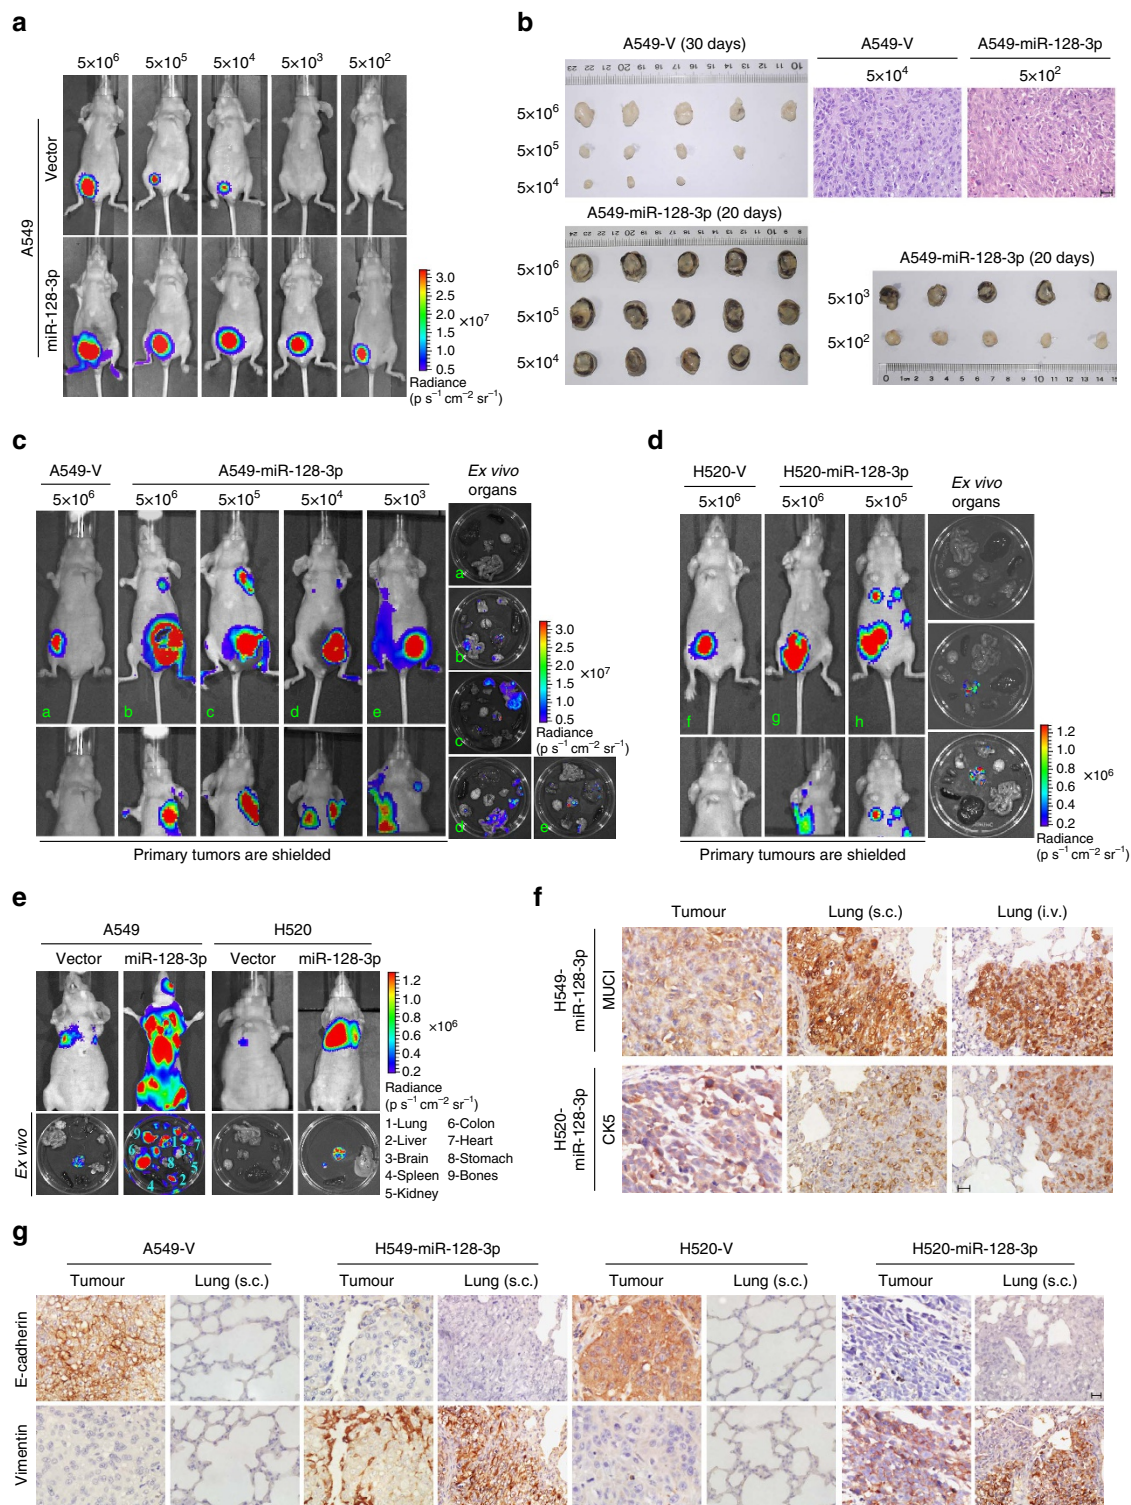 a
5×10⁶ 5×10⁵ 5×10⁴ 5×10³ 5×10²
A549
Vector
miR-128-3p
3.0
2.5
2.0
1.5
1.0
0.5
×10⁷
Radiance
(p s⁻¹ cm⁻² sr⁻¹)
b
A549-V (30 days)
5×10⁶
5×10⁵
5×10⁴
A549-V
5×10⁴
A549-miR-128-3p
5×10²
A549-miR-128-3p (20 days)
5×10⁶
5×10⁵
5×10⁴
A549-miR-128-3p (20 days)
5×10³
5×10²
c
A549-V A549-miR-128-3p
5×10⁶ 5×10⁶ 5×10⁵ 5×10⁴ 5×10³
Ex vivo
organs
a b c d e
a
b
c
d e
3.0
2.5
2.0
1.5
1.0
0.5
×10⁷
Radiance
(p s⁻¹ cm⁻² sr⁻¹)
Primary tumors are shielded
d
H520-V H520-miR-128-3p
5×10⁶ 5×10⁶ 5×10⁵
Ex vivo
organs
f g h
1.2
1.0
0.8
0.6
0.4
0.2
×10⁶
Radiance
(p s⁻¹ cm⁻² sr⁻¹)
Primary tumours are shielded
e
A549 H520
Vector miR-128-3p Vector miR-128-3p
1.2
1.0
0.8
0.6
0.4
0.2
×10⁶
Radiance
(p s⁻¹ cm⁻² sr⁻¹)
Ex vivo
1-Lung 6-Colon
2-Liver 7-Heart
3-Brain 8-Stomach
4-Spleen 9-Bones
5-Kidney
f
Tumour Lung (s.c.) Lung (i.v.)
H549-
miR-128-3p
MUCI
H520-
miR-128-3p
CK5
g
A549-V H549-miR-128-3p H520-V H520-miR-128-3p
Tumour Lung (s.c.) Tumour Lung (s.c.) Tumour Lung (s.c.) Tumour Lung (s.c.)
E-cadherin
Vimentin